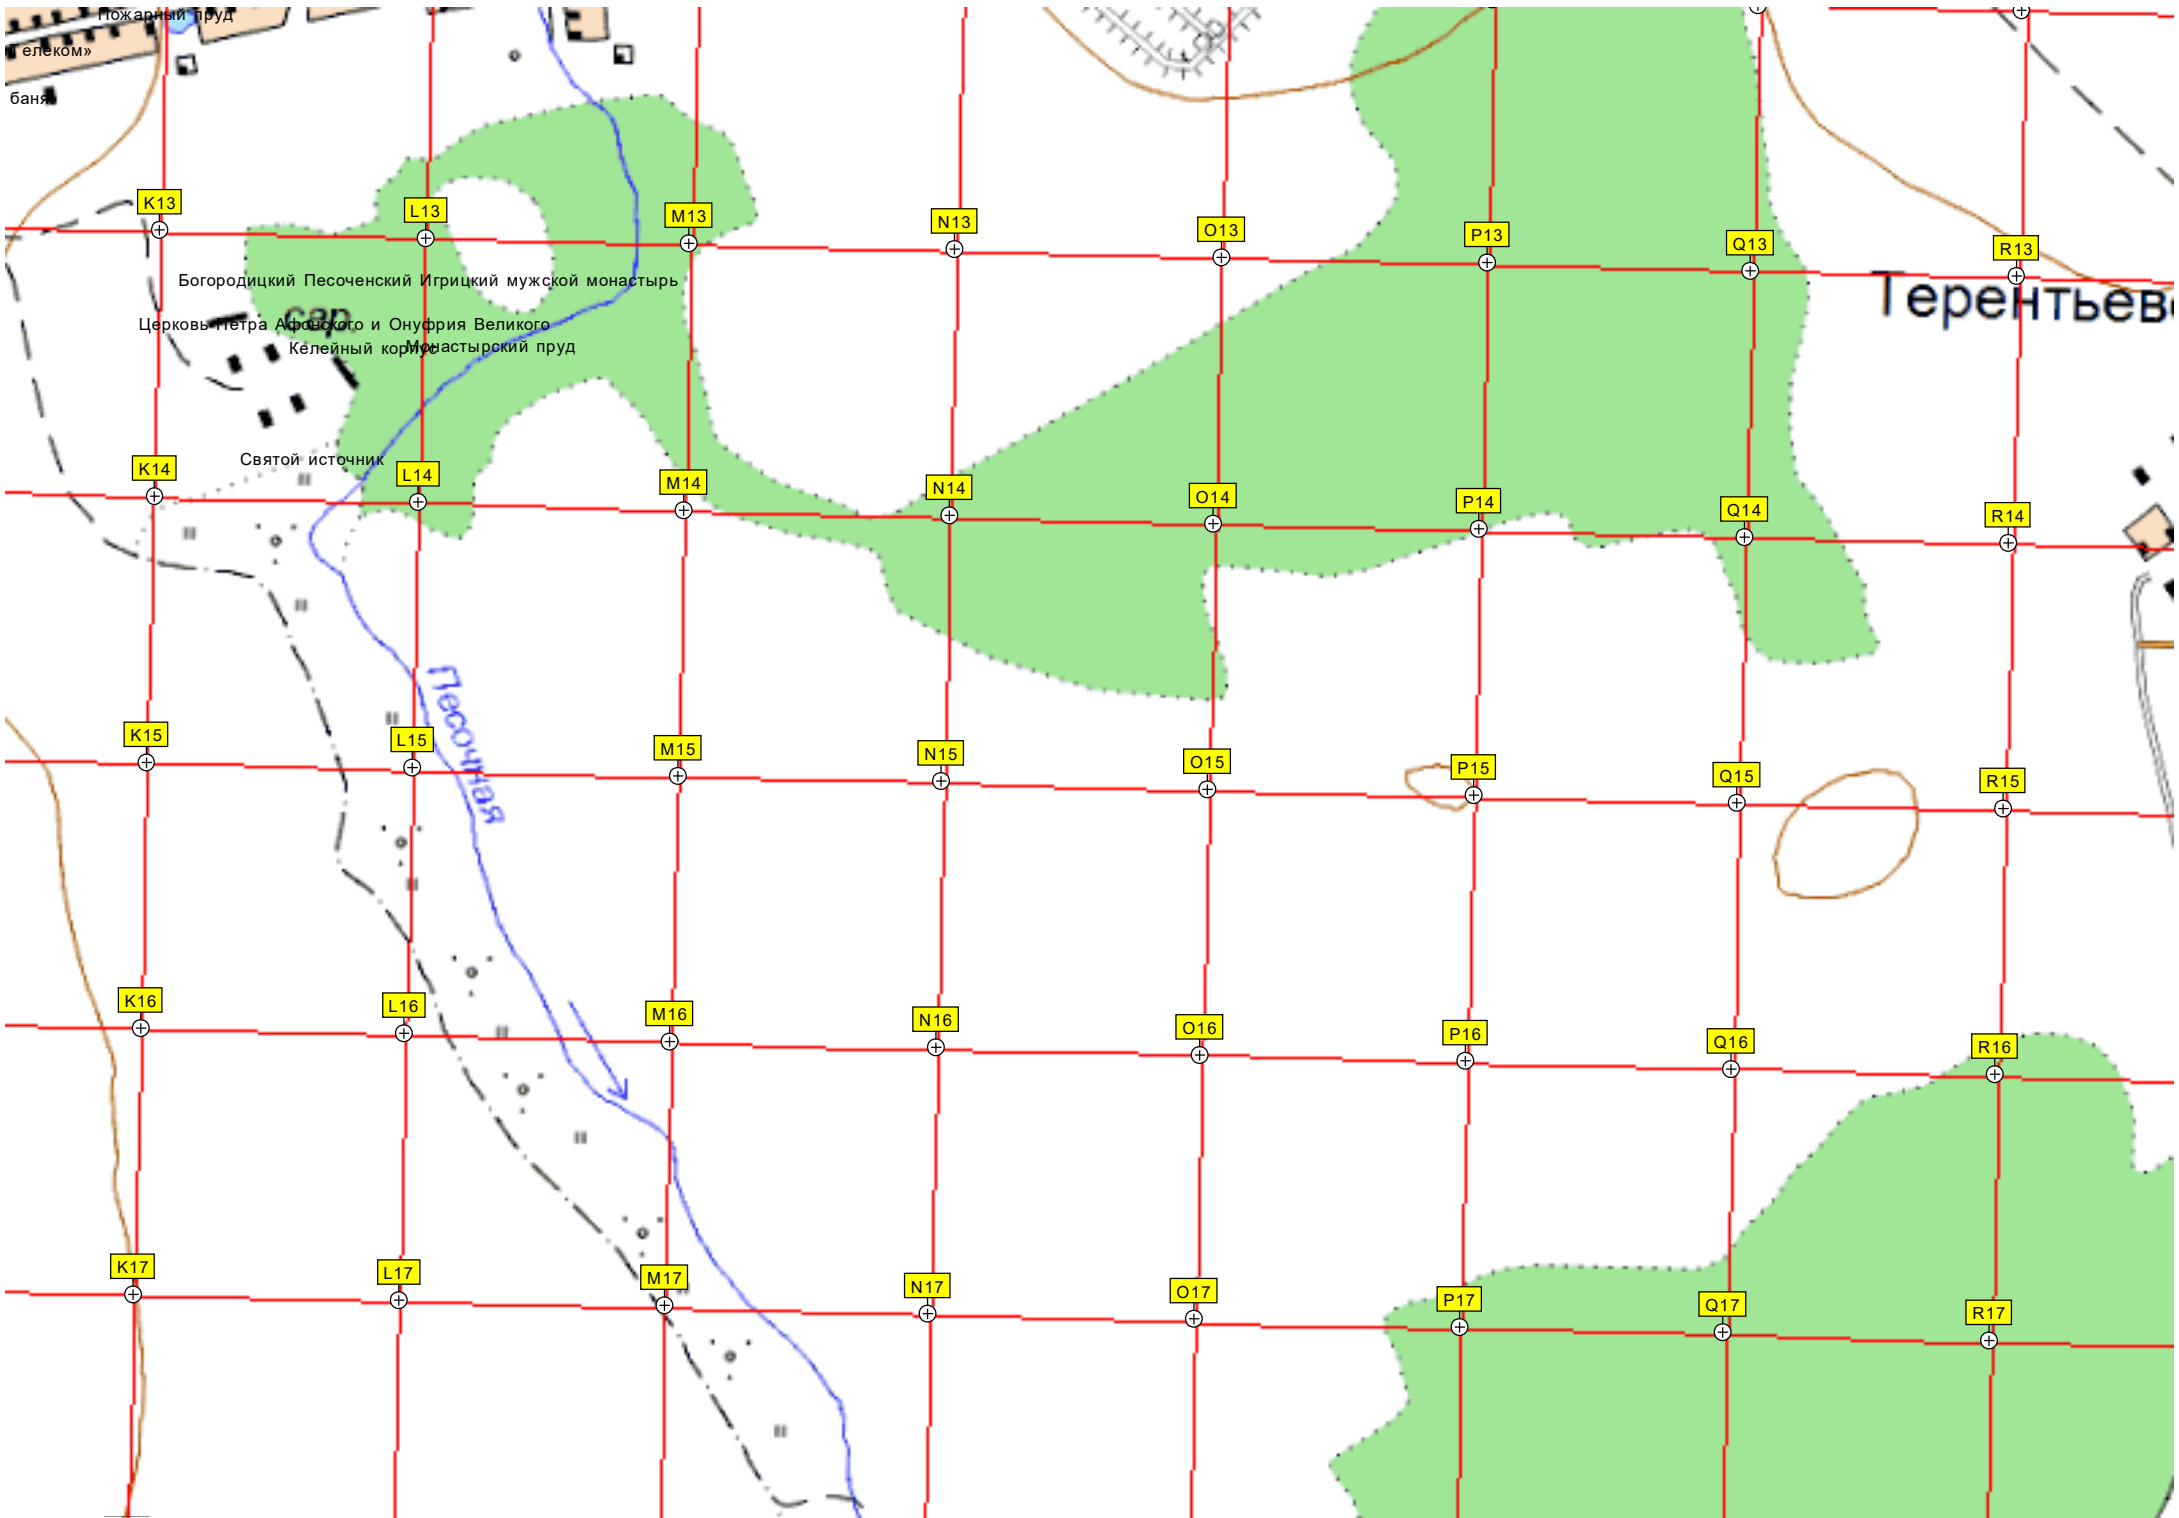 Пожарный пруд
елеком»
баня
K13
L13
M13
N13
O13
P13
Q13
R13
Богородицкий Песоченский Игрицкий мужской монастырь
Терентьев
сар.
Церковь Петра Афонского и Онуфрия Великого
Келейный корпус
Монастырский пруд
Святой источник
K14
L14
M14
N14
O14
P14
Q14
R14
Песочная
K15
L15
M15
N15
O15
P15
Q15
R15
K16
L16
M16
N16
O16
P16
Q16
R16
K17
L17
M17
N17
O17
P17
Q17
R17